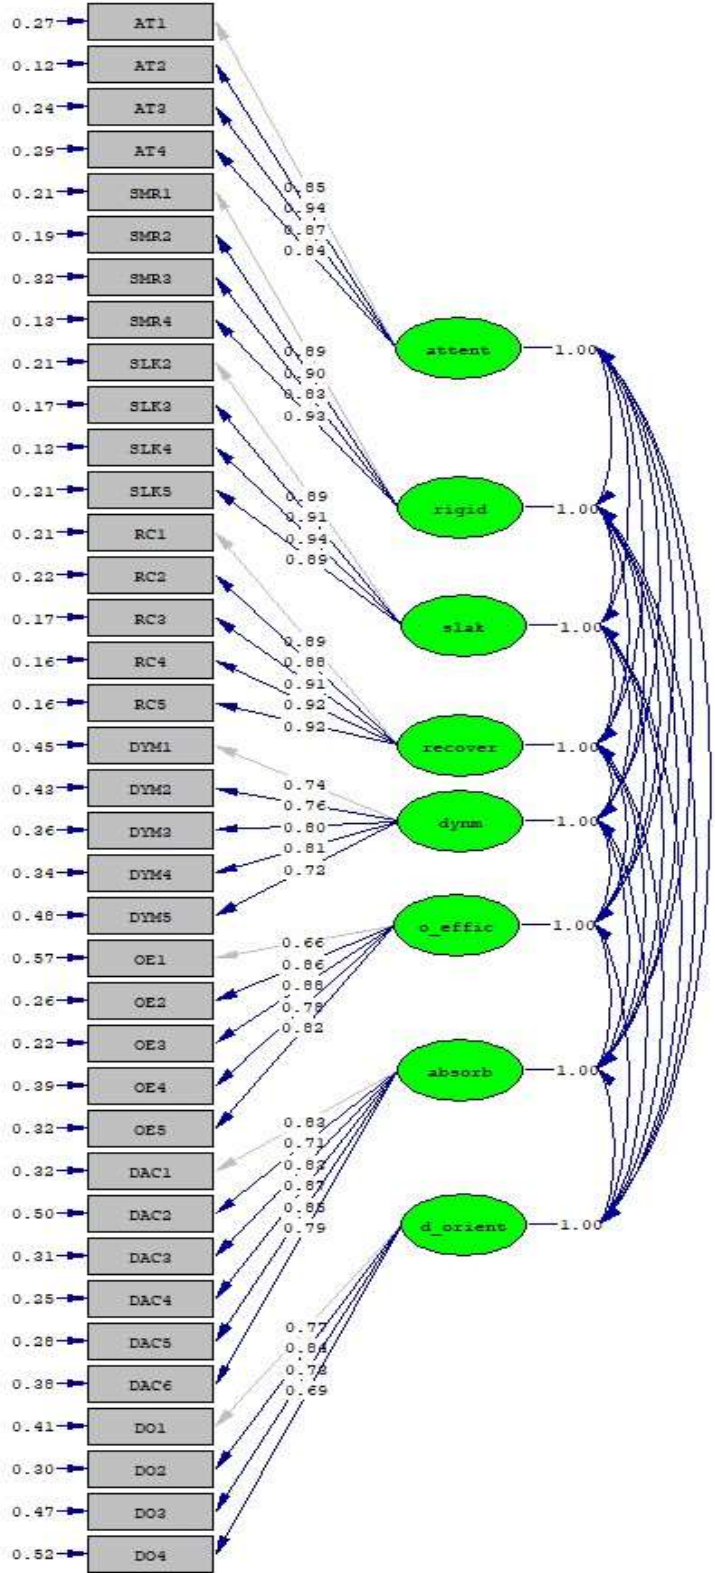 0.27 AT1
0.12 AT2
0.24 AT3
0.29 AT4
0.21 SMR1
0.19 SMR2
0.32 SMR3
0.13 SMR4
0.21 SLK2
0.17 SLK3
0.12 SLK4
0.21 SLK5
0.21 RC1
0.22 RC2
0.17 RC3
0.16 RC4
0.16 RC5
0.45 DYM1
0.43 DYM2
0.36 DYM3
0.34 DYM4
0.48 DYM5
0.57 OE1
0.26 OE2
0.22 OE3
0.39 OE4
0.32 OE5
0.32 DAC1
0.50 DAC2
0.31 DAC3
0.25 DAC4
0.28 DAC5
0.38 DAC6
0.41 DO1
0.30 DO2
0.47 DO3
0.52 DO4
0.85
0.94
0.87
0.84
0.89
0.90
0.83
0.93
0.89
0.91
0.94
0.89
0.89
0.88
0.91
0.92
0.92
0.74
0.76
0.80
0.81
0.72
0.66
0.86
0.88
0.78
0.82
0.83
0.71
0.83
0.87
0.85
0.79
0.77
0.84
0.73
0.69
attent 1.00
rigid 1.00
slak 1.00
recover 1.00
dynm 1.00
o_effic 1.00
absorb 1.00
d_orient 1.00